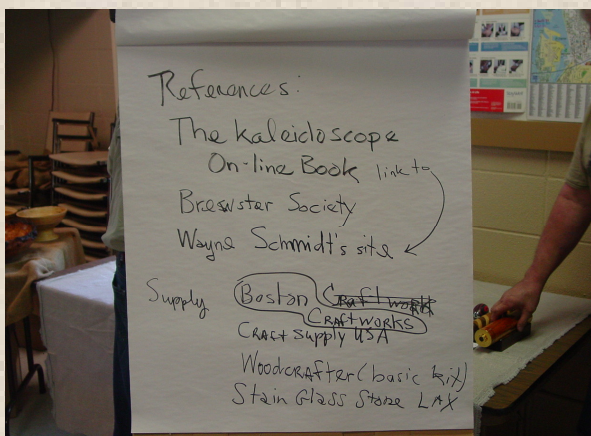 References:
The Kaleidoscope
On-line Book link to
Brewster Society
Wayne Schmidt's site
Supply Boston Craft works
CRAftworks
CRAft Supply USA
Woodcrafter (basic kit)
Stain Glass Store LAX